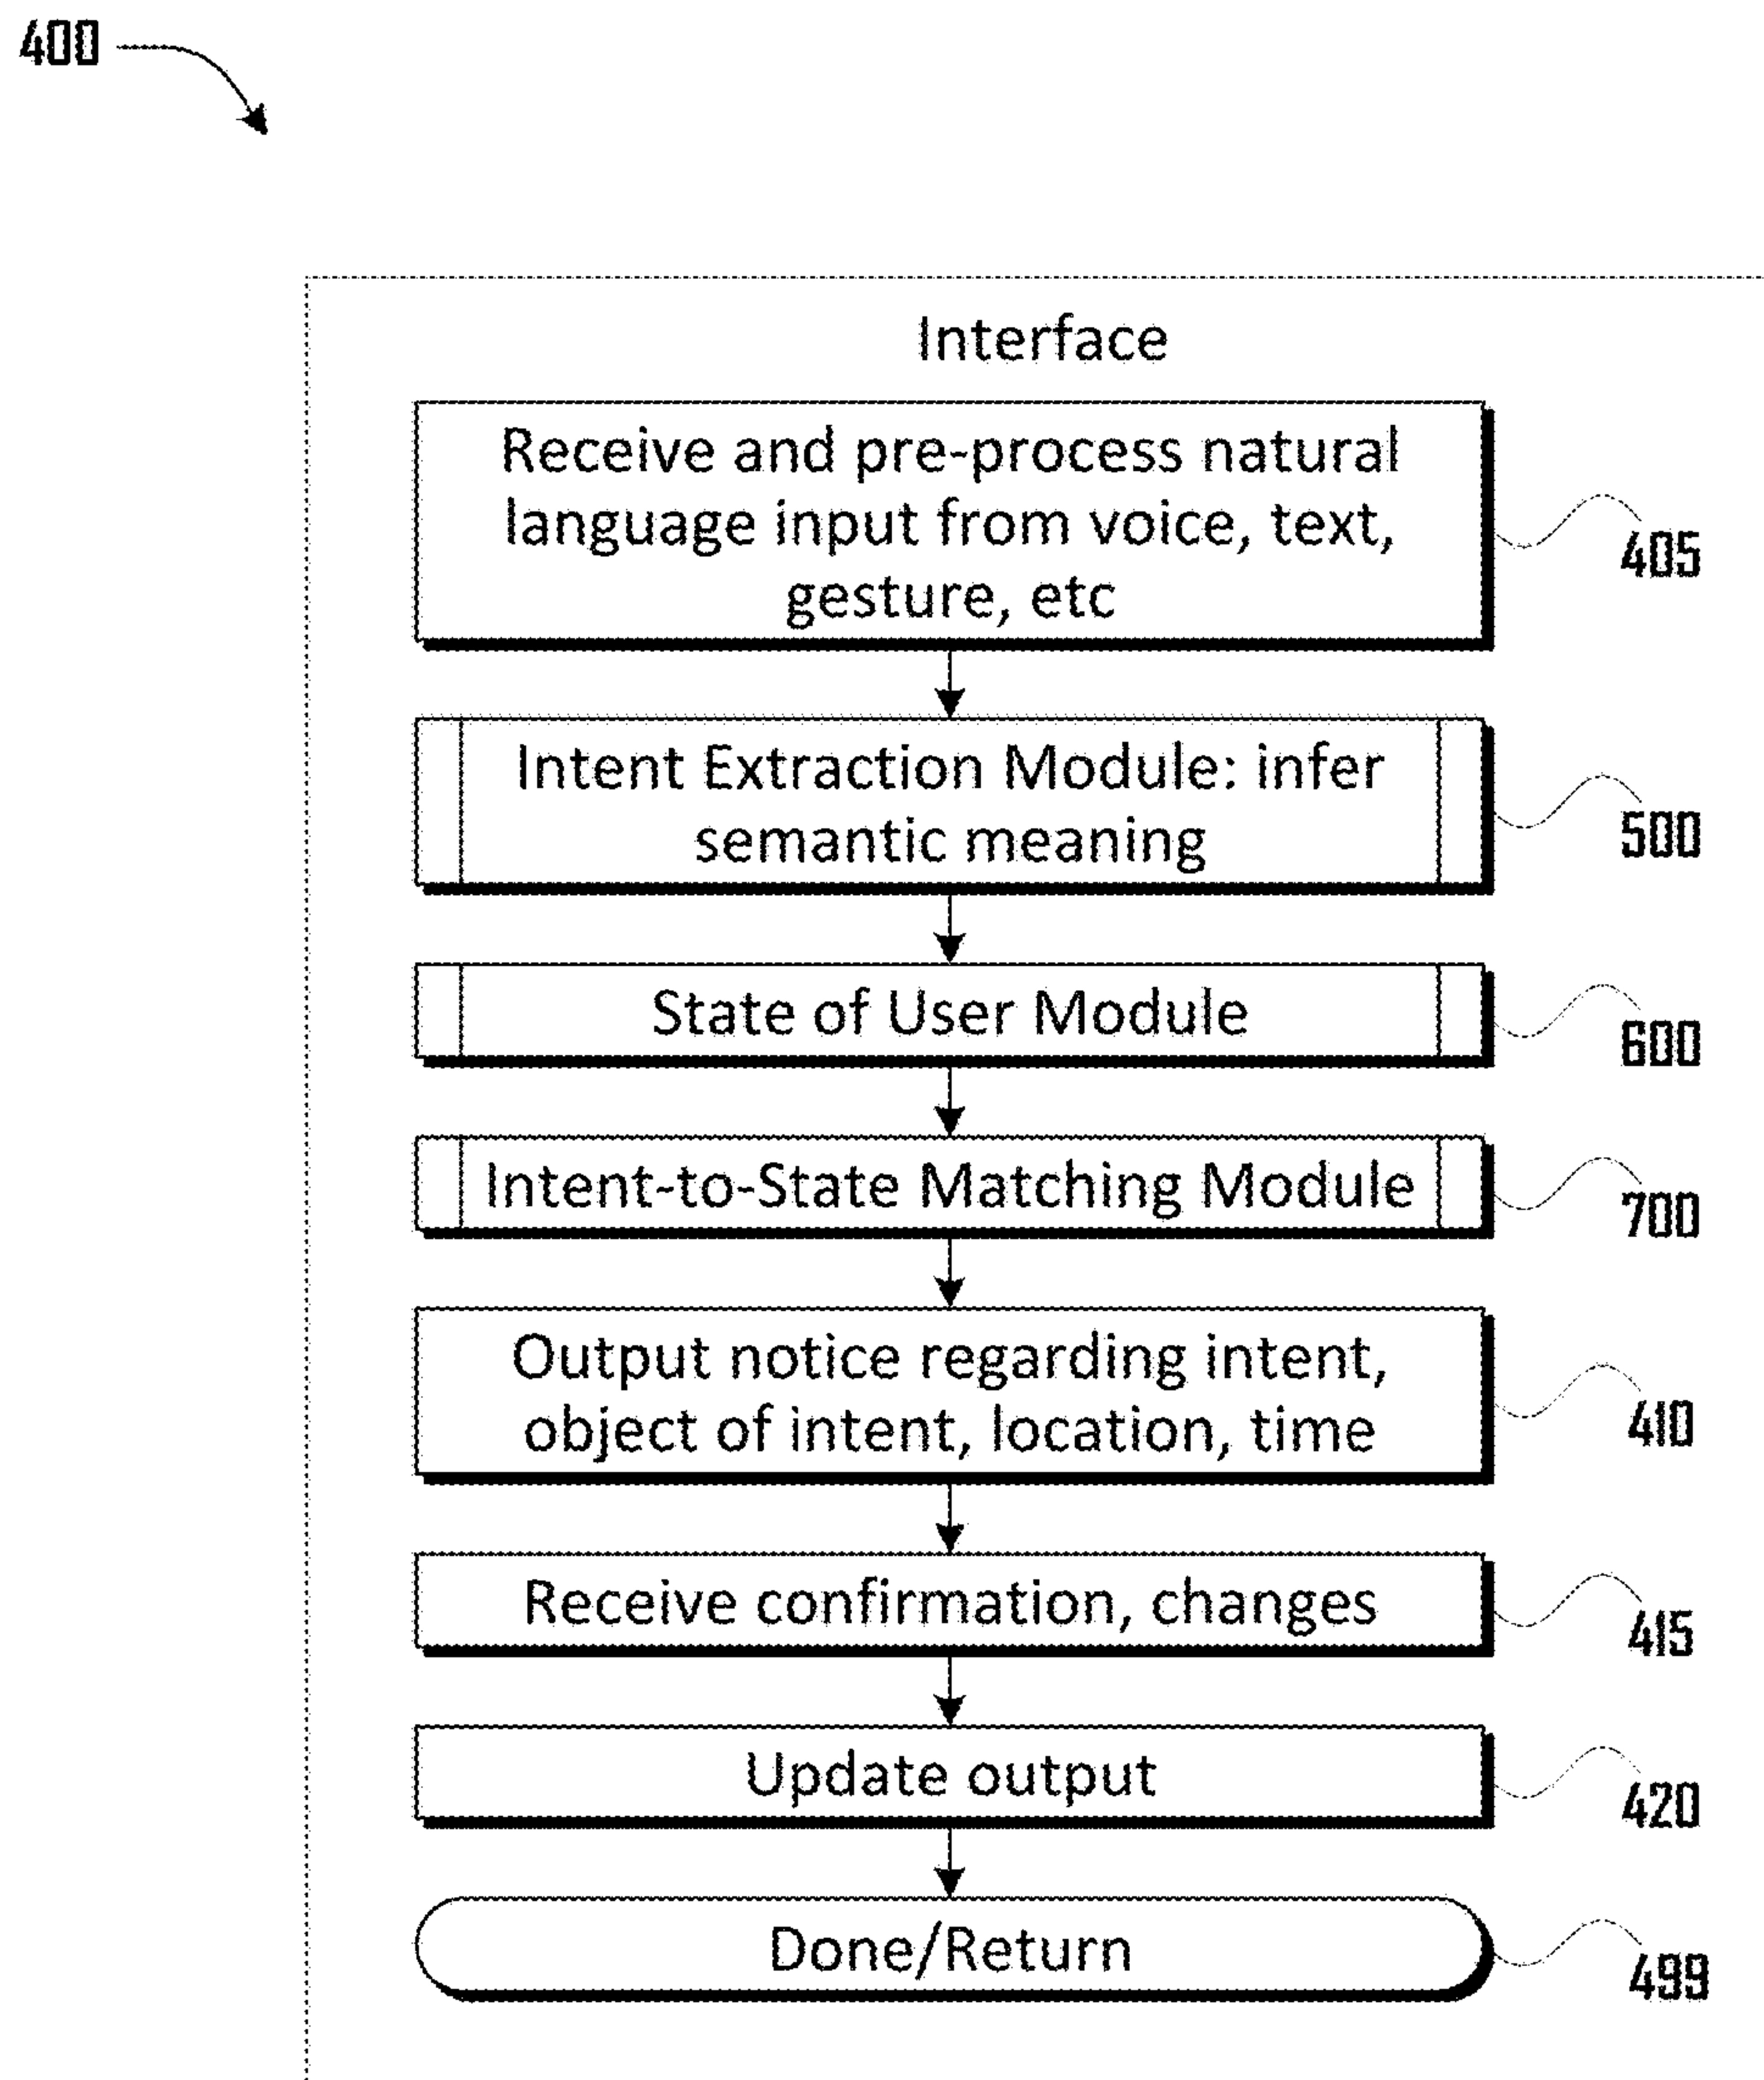 400
Interface
Receive and pre-process natural
language input from voice, text,
gesture, etc
405
Intent Extraction Module: infer
semantic meaning
500
State of User Module
600
Intent-to-State Matching Module
700
Output notice regarding intent,
object of intent, location, time
410
Receive confirmation, changes
415
Update output
420
Done/Return
499